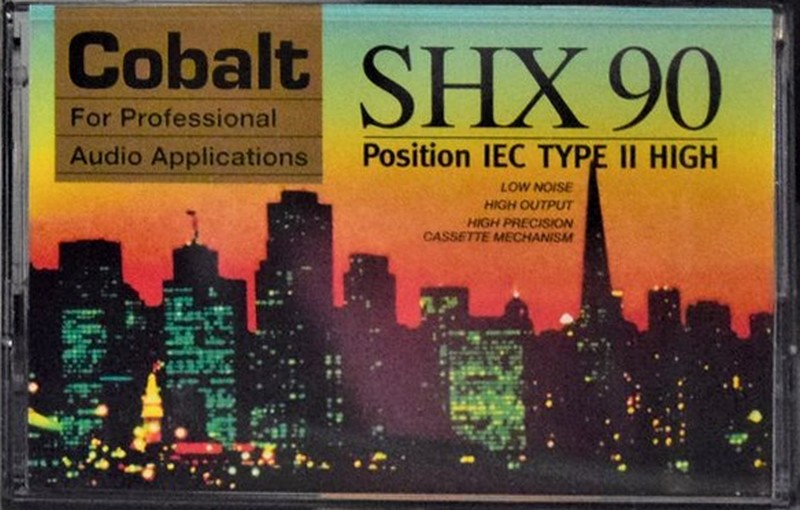 Cobalt
For Professional
Audio Applications
SHX 90
Position IEC TYPE II HIGH
LOW NOISE
HIGH OUTPUT
HIGH PRECISION
CASSETTE MECHANISM